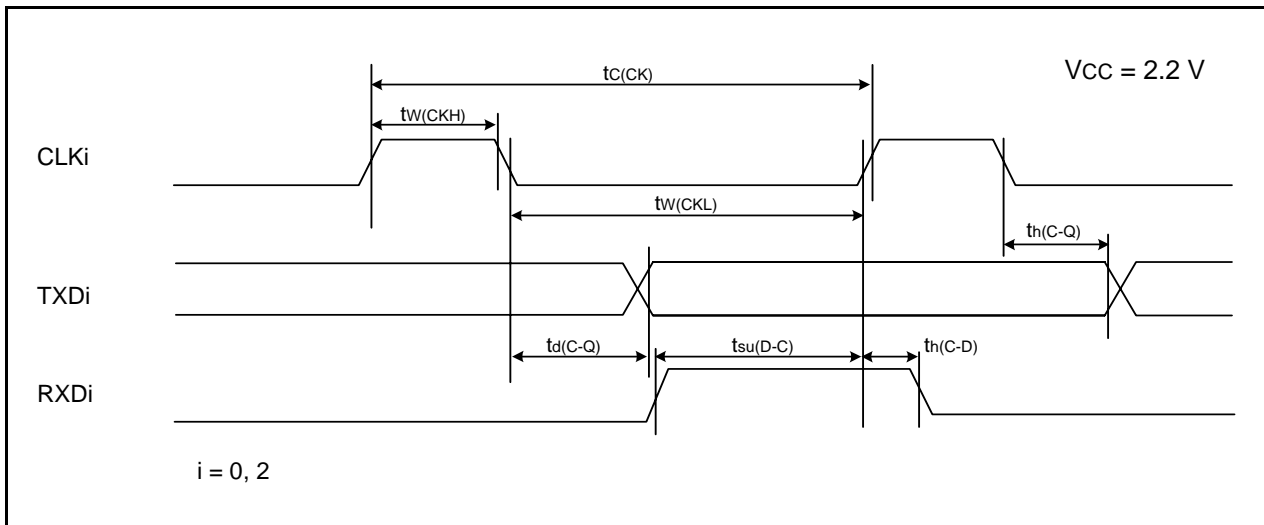 tC(CK)
VCC = 2.2 V
tW(CKH)
CLKi
tW(CKL)
th(C-Q)
TXDi
td(C-Q)
tsu(D-C)
th(C-D)
RXDi
i = 0, 2